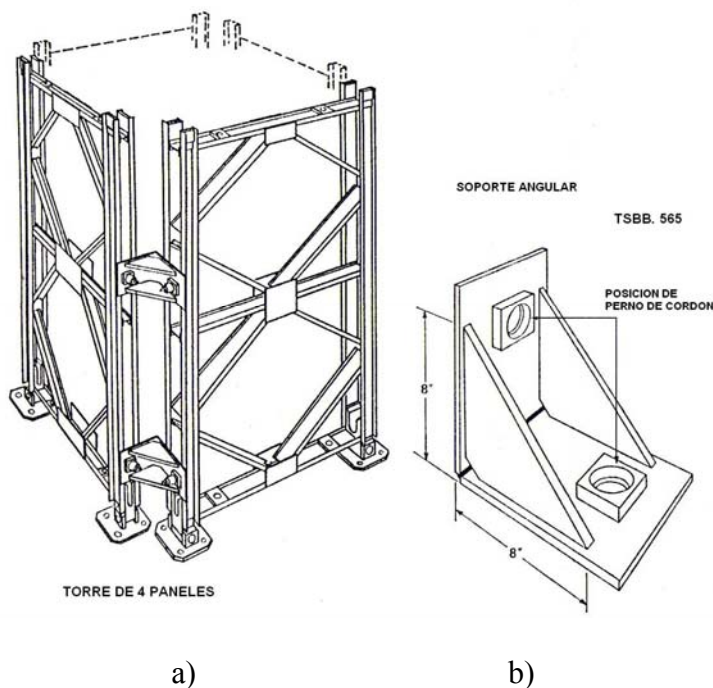 SOPORTE ANGULAR
TSBB. 565
POSICION DE
PERNO DE CORDON
8"
8"
TORRE DE 4 PANELES
a)
b)